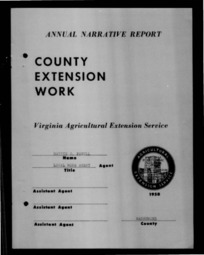 ANNUAL NARRATIVE REPORT
COUNTY
EXTENSION
WORK
Virginia Agricultural Extension Service
Name
Agent
Title
Assistant Agent
1958
Assistant Agent
Assistant Agent
County